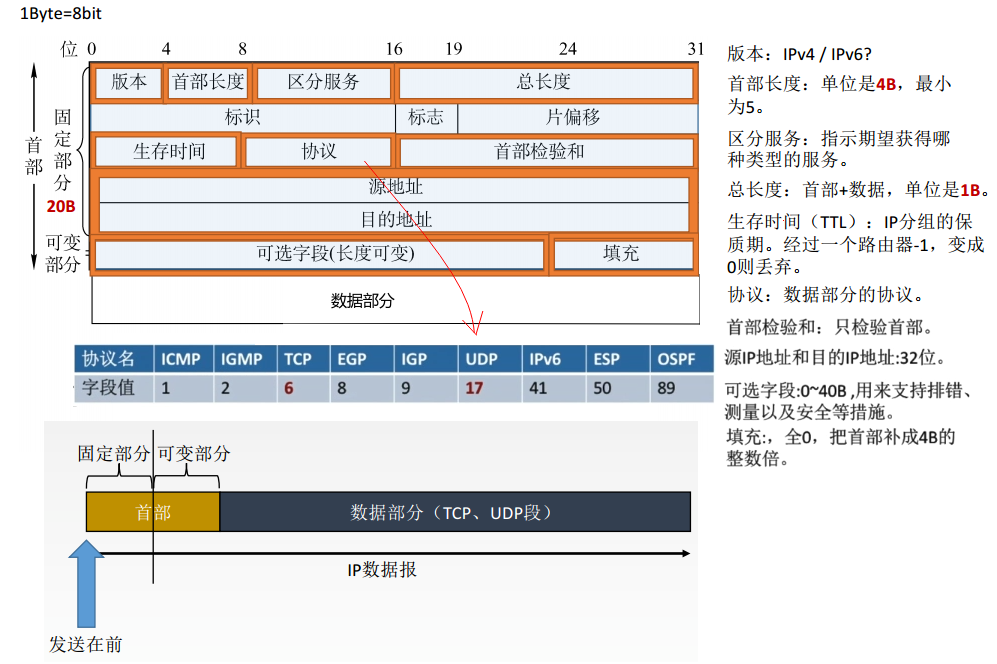 1Byte=8bit
位 0 4 8 16 19 24 31
版本 首部长度 区分服务 总长度
标识 标志 片偏移
生存时间 协议 首部检验和
源地址
目的地址
可选字段(长度可变) 填充
数据部分
首部
固定部分
20B
可变
部分
版本：IPv4 / IPv6?
首部长度：单位是4B，最小
为5。
区分服务：指示期望获得哪
种类型的服务。
总长度：首部+数据，单位是1B。
生存时间（TTL）：IP分组的保
质期。经过一个路由器-1，变成
0则丢弃。
协议：数据部分的协议。
首部检验和：只检验首部。
源IP地址和目的IP地址:32位。
可选字段:0~40B ,用来支持排错、
测量以及安全等措施。
填充:，全0，把首部补成4B的
整数倍。
协议名 ICMP IGMP TCP EGP IGP UDP IPv6 ESP OSPF
字段值 1 2 6 8 9 17 41 50 89
固定部分 可变部分
首部 数据部分（TCP、UDP段）
IP数据报
发送在前